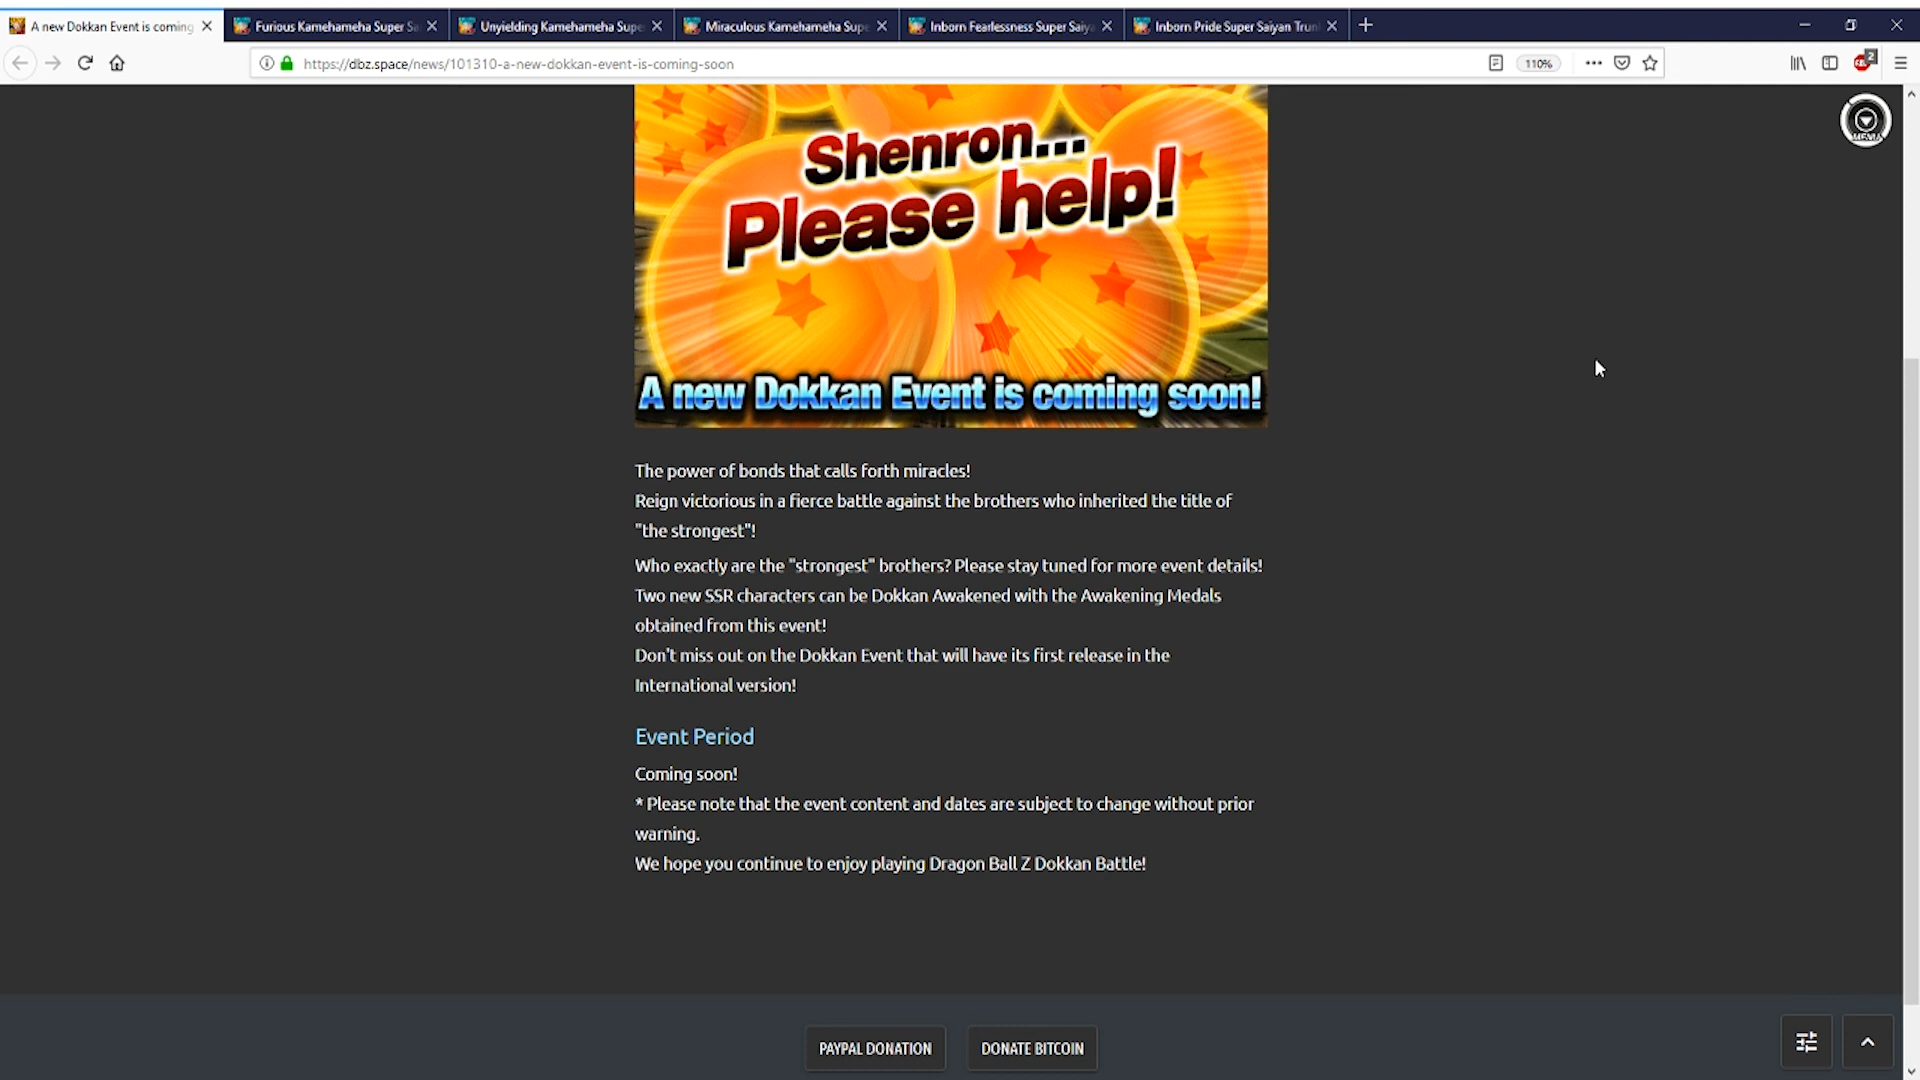 A new Dokkan Event is coming
Furious Kamehameha Super Sa
Unyielding Kamehameha Supe
Miraculous Kamehameha Supe
Inborn Fearlessness Super Saiya
Inborn Pride Super Saiyan Trun
https://dbz.space/news/101310-a-new-dokkan-event-is-coming-soon
110%
2
MENU
Shenron...
Please help!
A new Dokkan Event is coming soon!
The power of bonds that calls forth miracles!
Reign victorious in a fierce battle against the brothers who inherited the title of
"the strongest"!
Who exactly are the "strongest" brothers? Please stay tuned for more event details!
Two new SSR characters can be Dokkan Awakened with the Awakening Medals
obtained from this event!
Don't miss out on the Dokkan Event that will have its first release in the
International version!
Event Period
Coming soon!
* Please note that the event content and dates are subject to change without prior
warning.
We hope you continue to enjoy playing Dragon Ball Z Dokkan Battle!
PAYPAL DONATION
DONATE BITCOIN